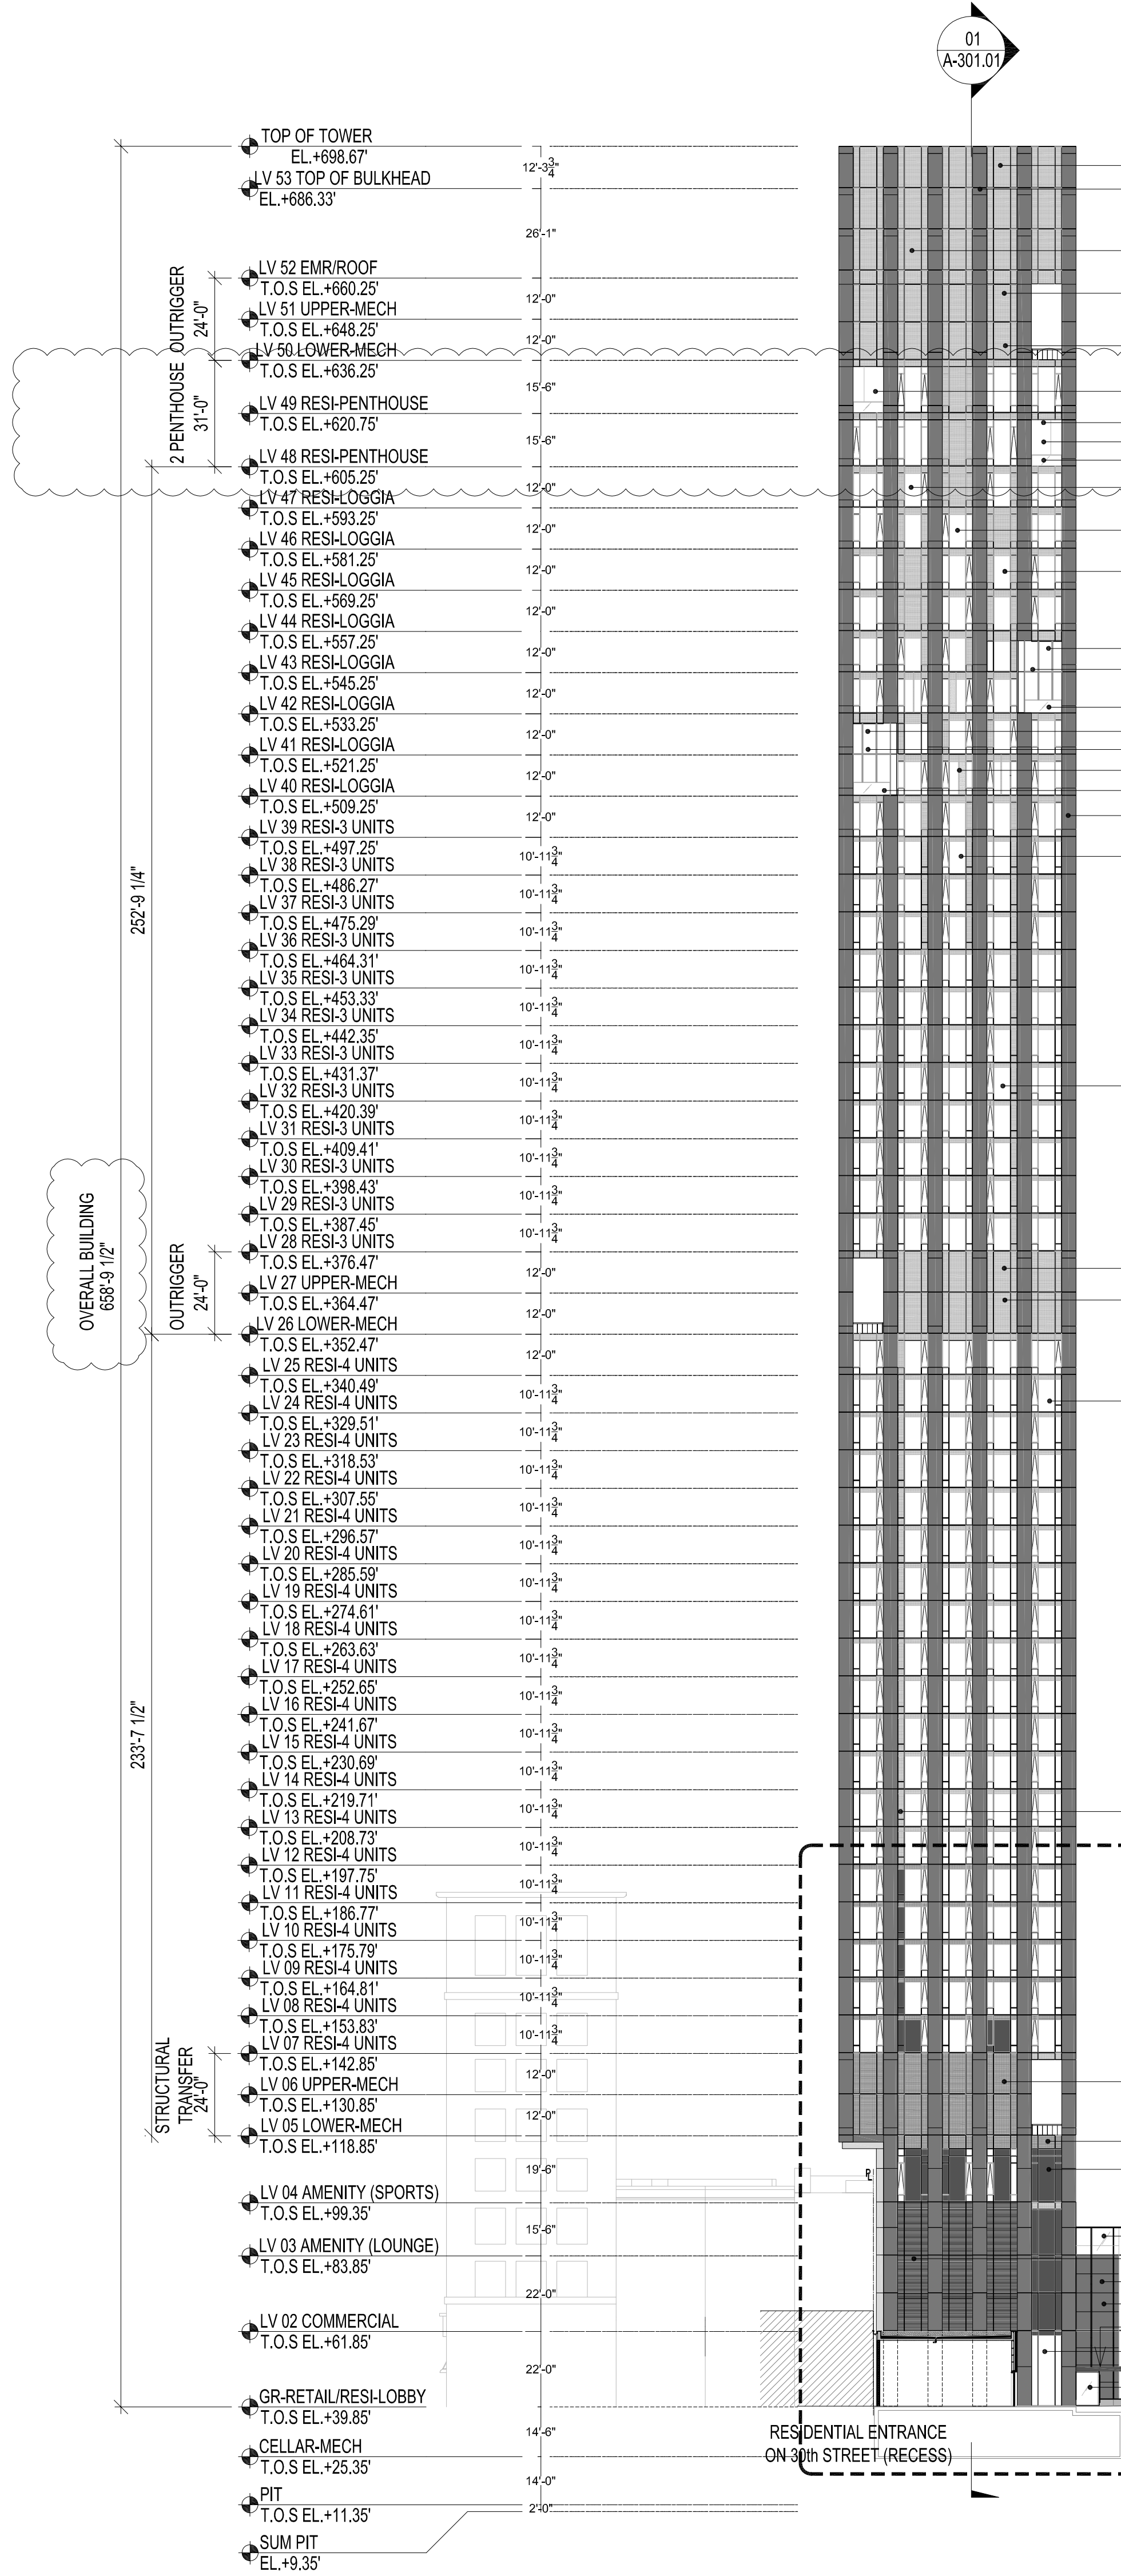 01
A-301.01
TOP OF TOWER
EL.+698.67'
12'-3 3/4"
LV 53 TOP OF BULKHEAD
EL.+686.33'
26'-1"
LV 52 EMR/ROOF
T.O.S EL.+660.25'
12'-0"
LV 51 UPPER-MECH
T.O.S EL.+648.25'
12'-0"
LV 50 LOWER-MECH
T.O.S EL.+636.25'
15'-6"
LV 49 RESI-PENTHOUSE
T.O.S EL.+620.75'
15'-6"
LV 48 RESI-PENTHOUSE
T.O.S EL.+605.25'
12'-0"
LV 47 RESI-LOGGIA
T.O.S EL.+593.25'
12'-0"
LV 46 RESI-LOGGIA
T.O.S EL.+581.25'
12'-0"
LV 45 RESI-LOGGIA
T.O.S EL.+569.25'
12'-0"
LV 44 RESI-LOGGIA
T.O.S EL.+557.25'
12'-0"
LV 43 RESI-LOGGIA
T.O.S EL.+545.25'
12'-0"
LV 42 RESI-LOGGIA
T.O.S EL.+533.25'
12'-0"
LV 41 RESI-LOGGIA
T.O.S EL.+521.25'
12'-0"
LV 40 RESI-LOGGIA
T.O.S EL.+509.25'
12'-0"
LV 39 RESI-3 UNITS
T.O.S EL.+497.25'
10'-11 3/4"
LV 38 RESI-3 UNITS
T.O.S EL.+486.27'
10'-11 3/4"
LV 37 RESI-3 UNITS
T.O.S EL.+475.29'
10'-11 3/4"
LV 36 RESI-3 UNITS
T.O.S EL.+464.31'
10'-11 3/4"
LV 35 RESI-3 UNITS
T.O.S EL.+453.33'
10'-11 3/4"
LV 34 RESI-3 UNITS
T.O.S EL.+442.35'
10'-11 3/4"
LV 33 RESI-3 UNITS
T.O.S EL.+431.37'
10'-11 3/4"
LV 32 RESI-3 UNITS
T.O.S EL.+420.39'
10'-11 3/4"
LV 31 RESI-3 UNITS
T.O.S EL.+409.41'
10'-11 3/4"
LV 30 RESI-3 UNITS
T.O.S EL.+398.43'
10'-11 3/4"
LV 29 RESI-3 UNITS
T.O.S EL.+387.45'
10'-11 3/4"
LV 28 RESI-3 UNITS
T.O.S EL.+376.47'
12'-0"
LV 27 UPPER-MECH
T.O.S EL.+364.47'
12'-0"
LV 26 LOWER-MECH
T.O.S EL.+352.47'
12'-0"
LV 25 RESI-4 UNITS
T.O.S EL.+340.49'
10'-11 3/4"
LV 24 RESI-4 UNITS
T.O.S EL.+329.51'
10'-11 3/4"
LV 23 RESI-4 UNITS
T.O.S EL.+318.53'
10'-11 3/4"
LV 22 RESI-4 UNITS
T.O.S EL.+307.55'
10'-11 3/4"
LV 21 RESI-4 UNITS
T.O.S EL.+296.57'
10'-11 3/4"
LV 20 RESI-4 UNITS
T.O.S EL.+285.59'
10'-11 3/4"
LV 19 RESI-4 UNITS
T.O.S EL.+274.61'
10'-11 3/4"
LV 18 RESI-4 UNITS
T.O.S EL.+263.63'
10'-11 3/4"
LV 17 RESI-4 UNITS
T.O.S EL.+252.65'
10'-11 3/4"
LV 16 RESI-4 UNITS
T.O.S EL.+241.67'
10'-11 3/4"
LV 15 RESI-4 UNITS
T.O.S EL.+230.69'
10'-11 3/4"
LV 14 RESI-4 UNITS
T.O.S EL.+219.71'
10'-11 3/4"
LV 13 RESI-4 UNITS
T.O.S EL.+208.73'
10'-11 3/4"
LV 12 RESI-4 UNITS
T.O.S EL.+197.75'
10'-11 3/4"
LV 11 RESI-4 UNITS
T.O.S EL.+186.77'
10'-11 3/4"
LV 10 RESI-4 UNITS
T.O.S EL.+175.79'
10'-11 3/4"
LV 09 RESI-4 UNITS
T.O.S EL.+164.81'
10'-11 3/4"
LV 08 RESI-4 UNITS
T.O.S EL.+153.83'
10'-11 3/4"
LV 07 RESI-4 UNITS
T.O.S EL.+142.85'
12'-0"
LV 06 UPPER-MECH
T.O.S EL.+130.85'
12'-0"
LV 05 LOWER-MECH
T.O.S EL.+118.85'
19'-6"
LV 04 AMENITY (SPORTS)
T.O.S EL.+99.35'
15'-6"
LV 03 AMENITY (LOUNGE)
T.O.S EL.+83.85'
22'-0"
LV 02 COMMERCIAL
T.O.S EL.+61.85'
22'-0"
GR-RETAIL/RESI-LOBBY
T.O.S EL.+39.85'
14'-6"
CELLAR-MECH
T.O.S EL.+25.35'
14'-0"
PIT
T.O.S EL.+11.35'
2'-0"
SUM PIT
EL.+9.35'
OUTRIGGER
24'-0"
2 PENTHOUSE
31'-0"
252'-9 1/4"
OVERALL BUILDING
658'-9 1/2"
OUTRIGGER
24'-0"
233'-7 1/2"
STRUCTURAL
TRANSFER
24'-0"
PL
RESIDENTIAL ENTRANCE
ON 30th STREET (RECESS)